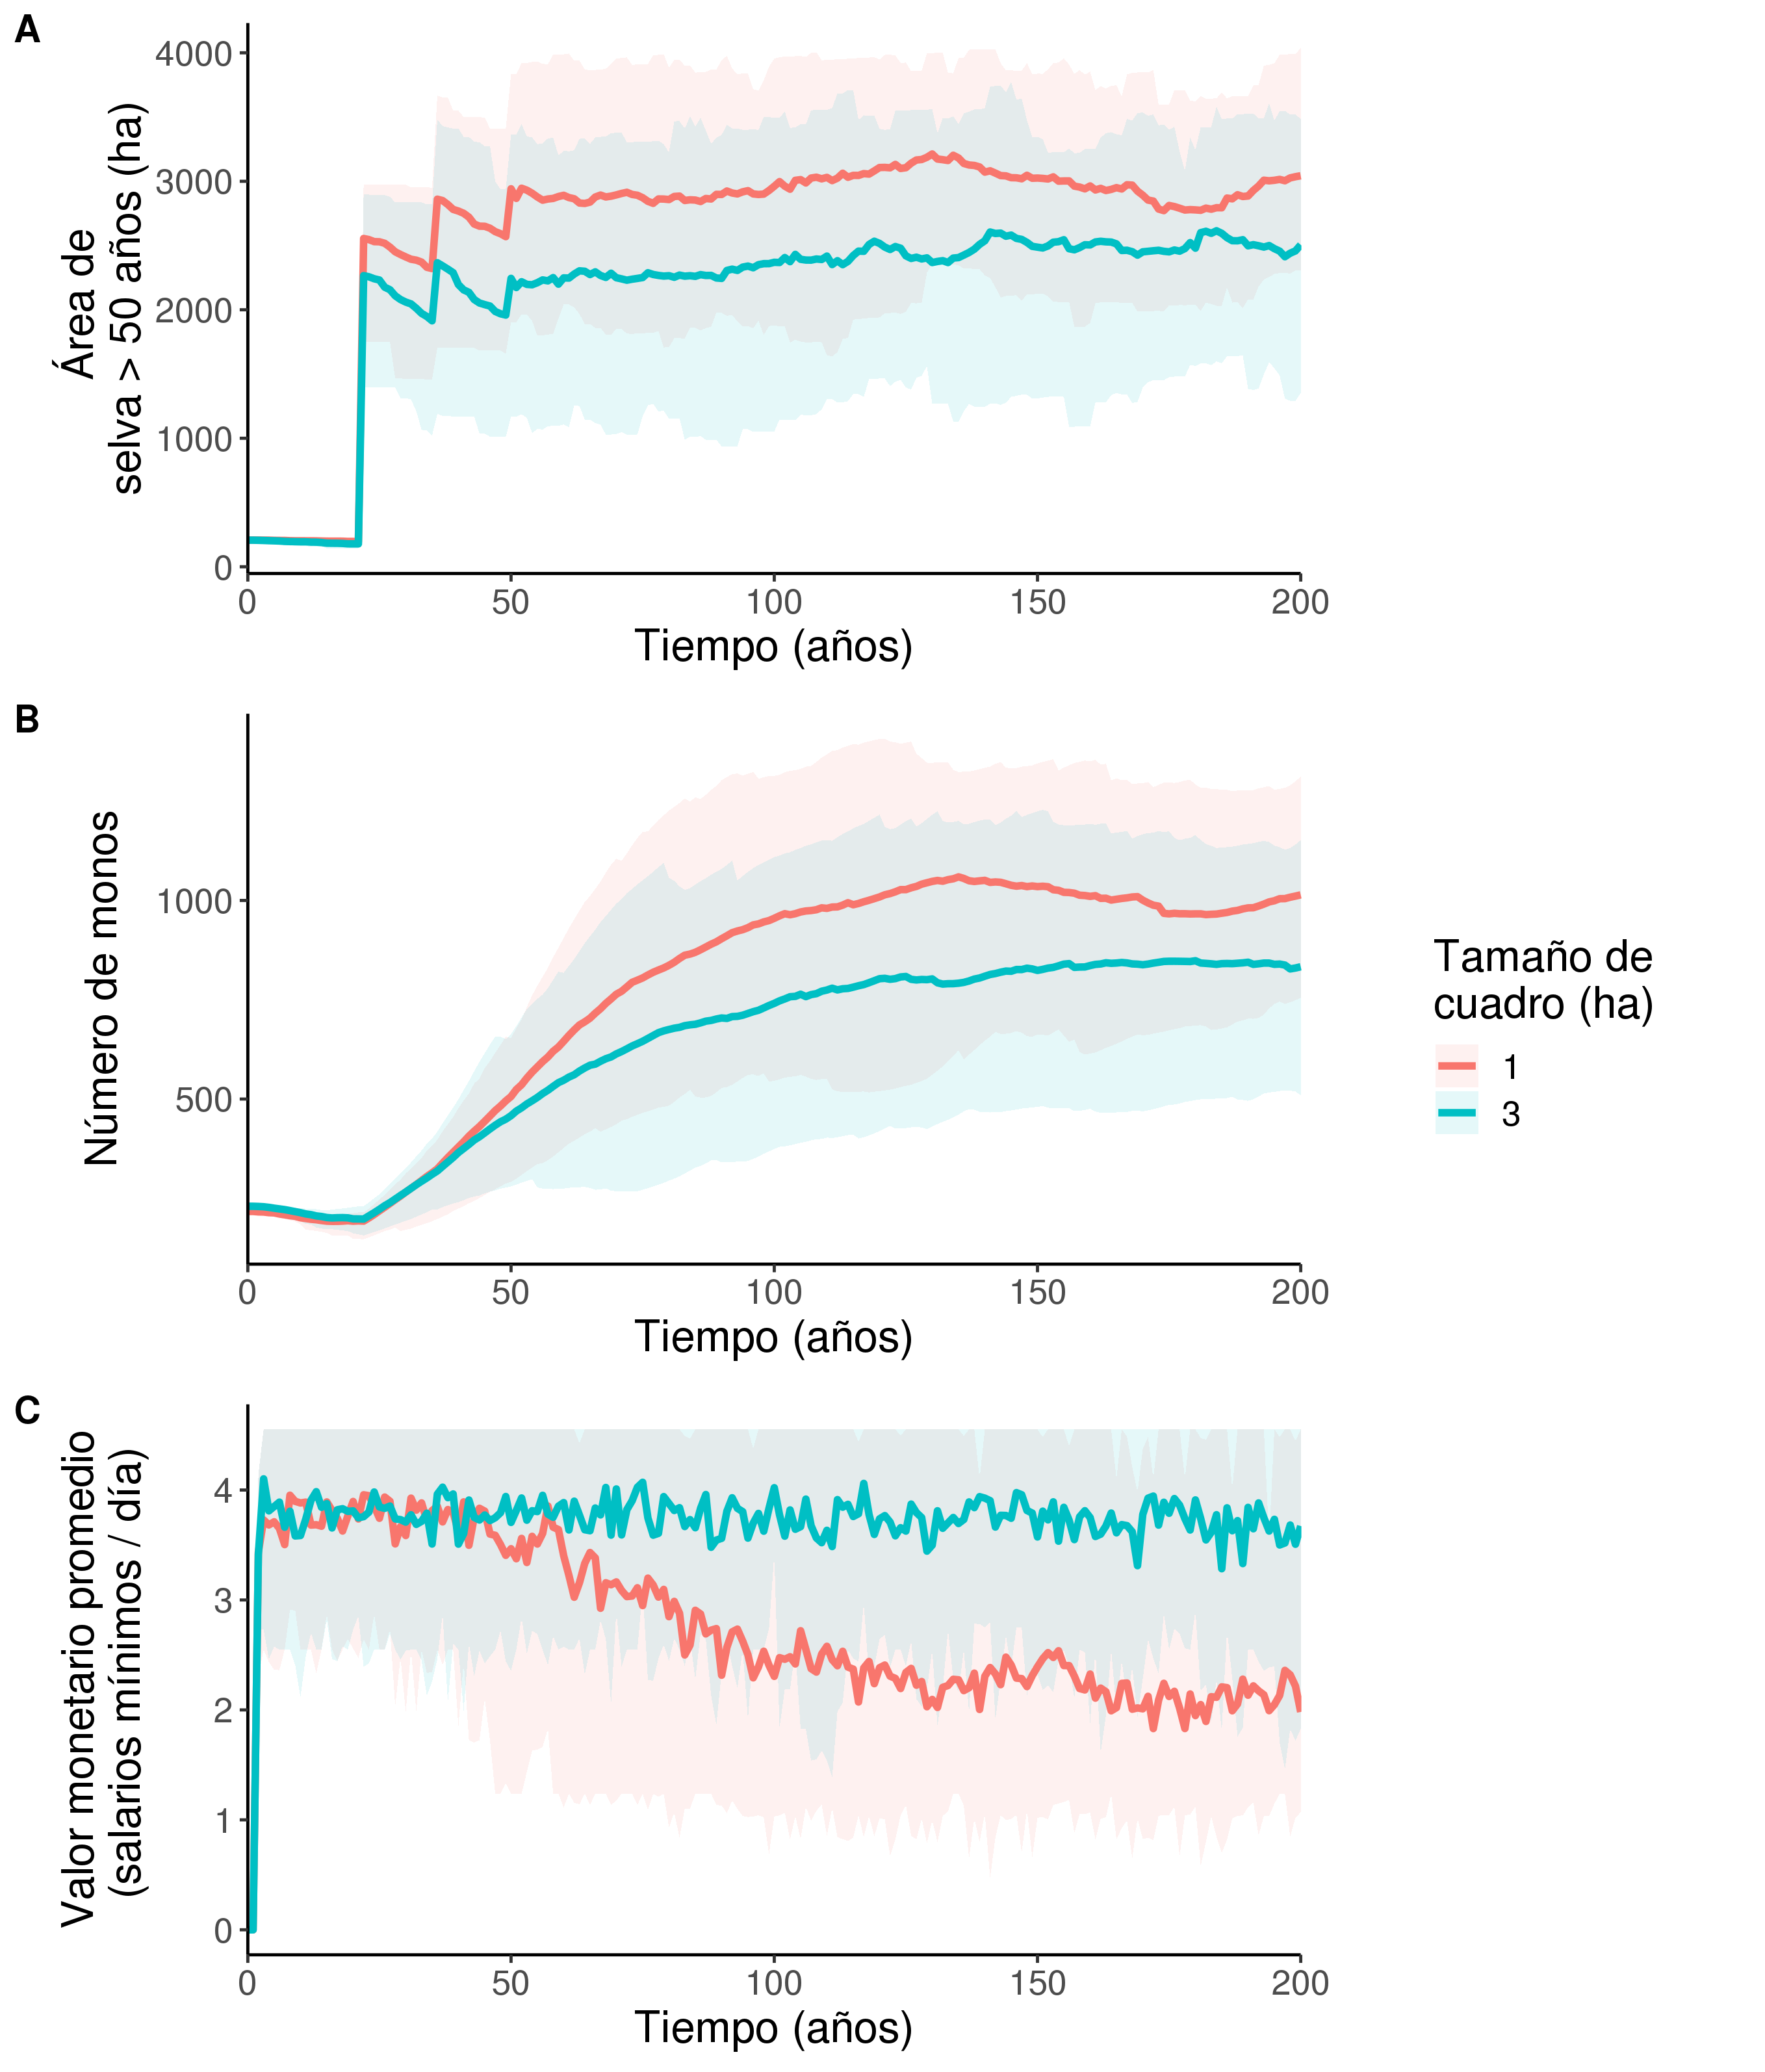 A
4000
3000
2000
1000
0
Área de
selva > 50 años (ha)
0 50 100 150 200
Tiempo (años)
B
1000
500
Número de monos
0 50 100 150 200
Tiempo (años)
Tamaño de
cuadro (ha)
1
3
C
4
3
2
1
0
Valor monetario promedio
(salarios mínimos / día)
0 50 100 150 200
Tiempo (años)